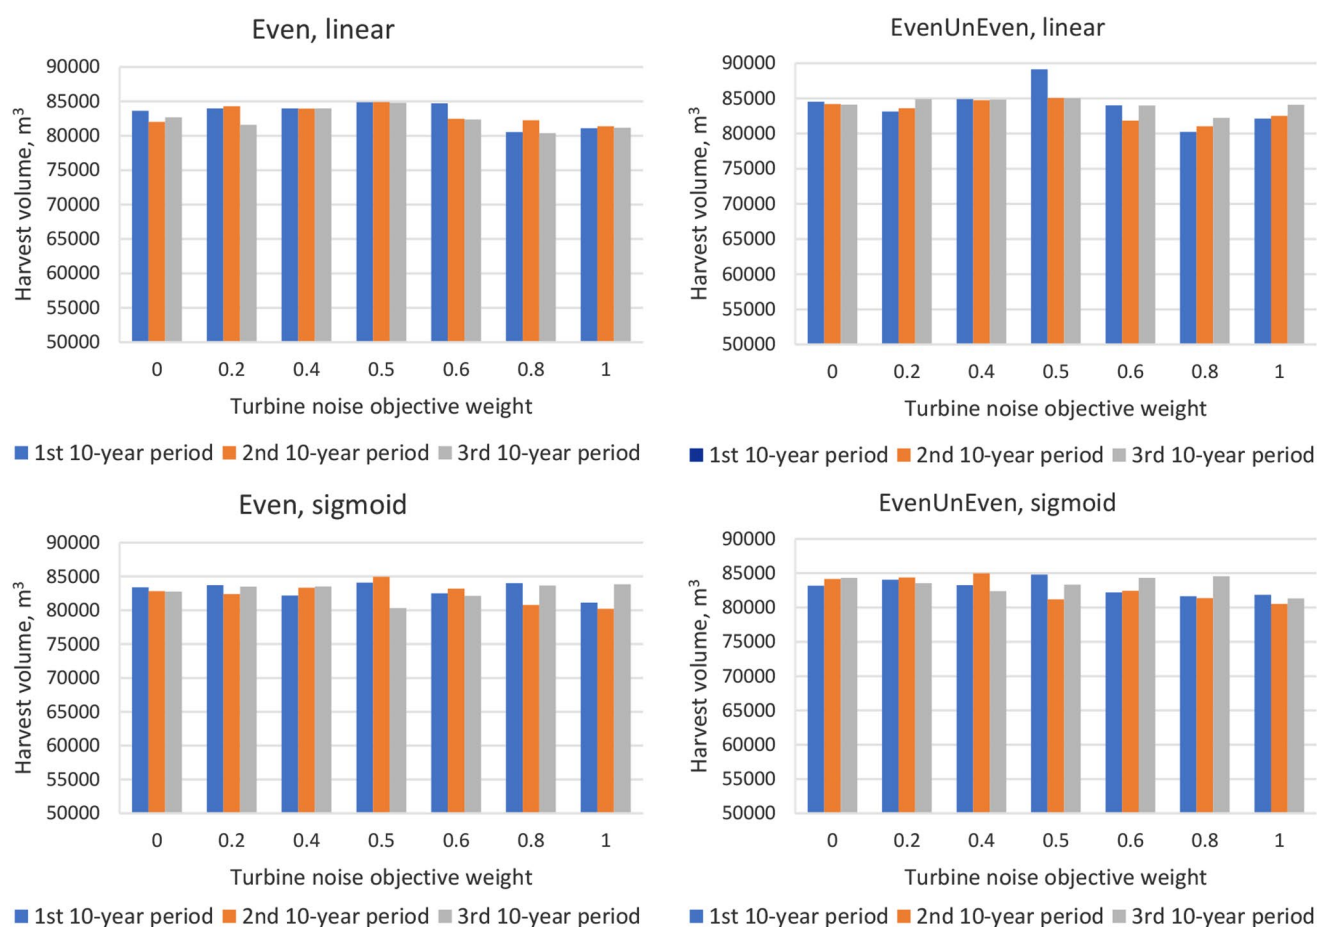 Even, linear
90000
85000
80000
75000
70000
65000
60000
55000
50000
Harvest volume, m³
0 0.2 0.4 0.5 0.6 0.8 1
Turbine noise objective weight
1st 10-year period 2nd 10-year period 3rd 10-year period
EvenUnEven, linear
90000
85000
80000
75000
70000
65000
60000
55000
50000
Harvest volume, m³
0 0.2 0.4 0.5 0.6 0.8 1
Turbine noise objective weight
1st 10-year period 2nd 10-year period 3rd 10-year period
Even, sigmoid
90000
85000
80000
75000
70000
65000
60000
55000
50000
Harvest volume, m³
0 0.2 0.4 0.5 0.6 0.8 1
Turbine noise objective weight
1st 10-year period 2nd 10-year period 3rd 10-year period
EvenUnEven, sigmoid
90000
85000
80000
75000
70000
65000
60000
55000
50000
Harvest volume, m³
0 0.2 0.4 0.5 0.6 0.8 1
Turbine noise objective weight
1st 10-year period 2nd 10-year period 3rd 10-year period